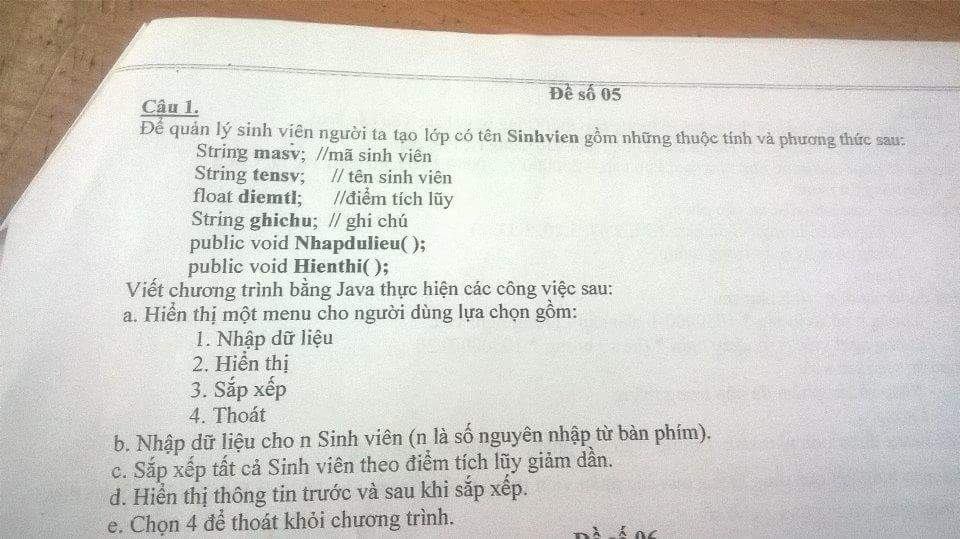 Đề số 05
Câu 1.
Để quản lý sinh viên người ta tạo lớp có tên Sinhvien gồm những thuộc tính và phương thức sau:
String masv; //mã sinh viên
String tensv; // tên sinh viên
float diemtl; //điểm tích lũy
String ghichu; // ghi chú
public void Nhapdulieu( );
public void Hienthi( );
Viết chương trình bằng Java thực hiện các công việc sau:
a. Hiển thị một menu cho người dùng lựa chọn gồm:
1. Nhập dữ liệu
2. Hiển thị
3. Sắp xếp
4. Thoát
b. Nhập dữ liệu cho n Sinh viên (n là số nguyên nhập từ bàn phím).
c. Sắp xếp tất cả Sinh viên theo điểm tích lũy giảm dần.
d. Hiển thị thông tin trước và sau khi sắp xếp.
e. Chọn 4 để thoát khỏi chương trình.
Đề số 06